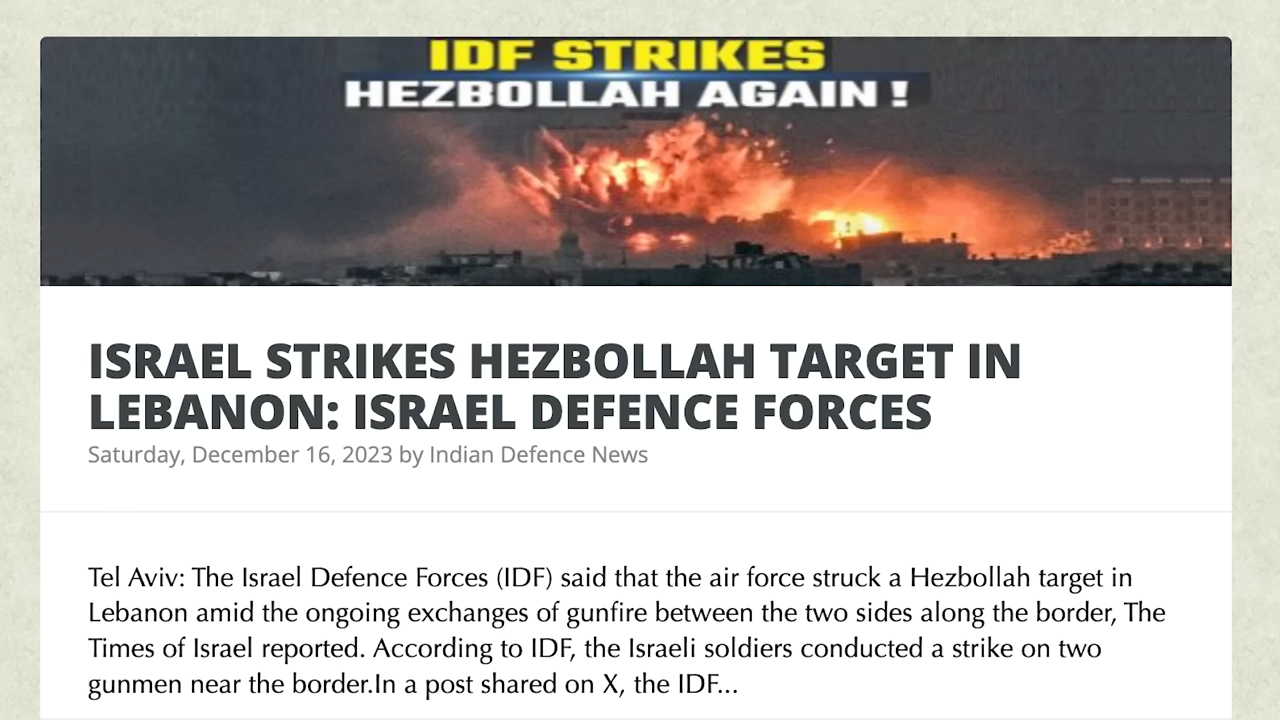 IDF STRIKES
HEZBOLLAH AGAIN !
ISRAEL STRIKES HEZBOLLAH TARGET IN
LEBANON: ISRAEL DEFENCE FORCES
Saturday, December 16, 2023 by Indian Defence News
Tel Aviv: The Israel Defence Forces (IDF) said that the air force struck a Hezbollah target in
Lebanon amid the ongoing exchanges of gunfire between the two sides along the border, The
Times of Israel reported. According to IDF, the Israeli soldiers conducted a strike on two
gunmen near the border.In a post shared on X, the IDF...